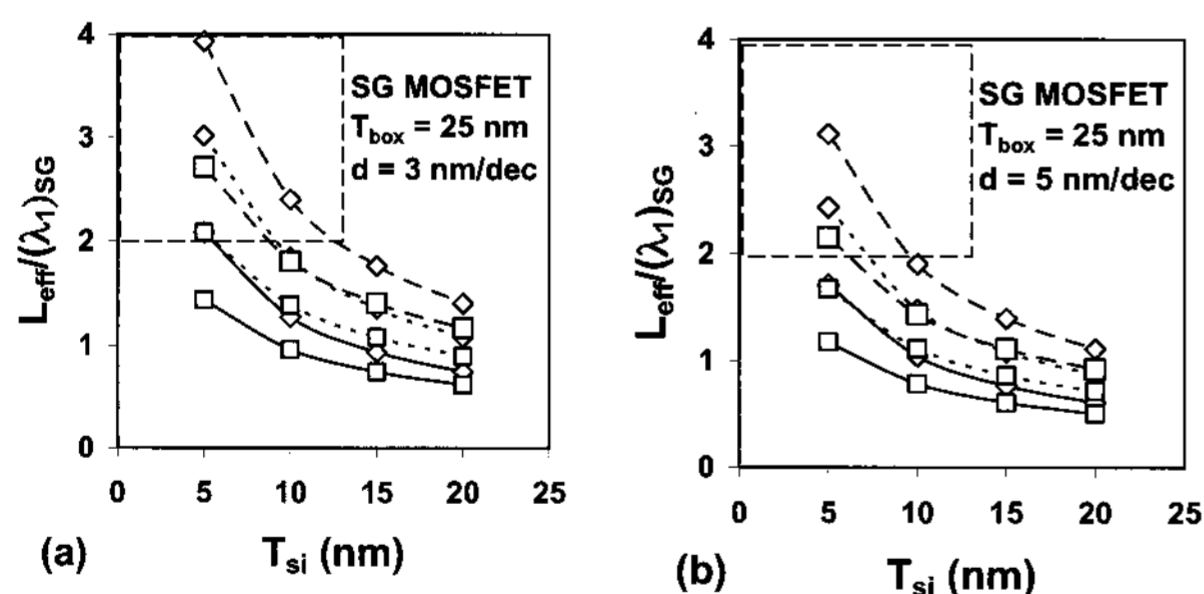 4
3
2
1
0
L_eff/(λ₁)_SG
SG MOSFET
T_box = 25 nm
d = 3 nm/dec
0 5 10 15 20 25
T_si (nm)
(a)
4
3
2
1
0
L_eff/(λ₁)_SG
SG MOSFET
T_box = 25 nm
d = 5 nm/dec
0 5 10 15 20 25
T_si (nm)
(b)